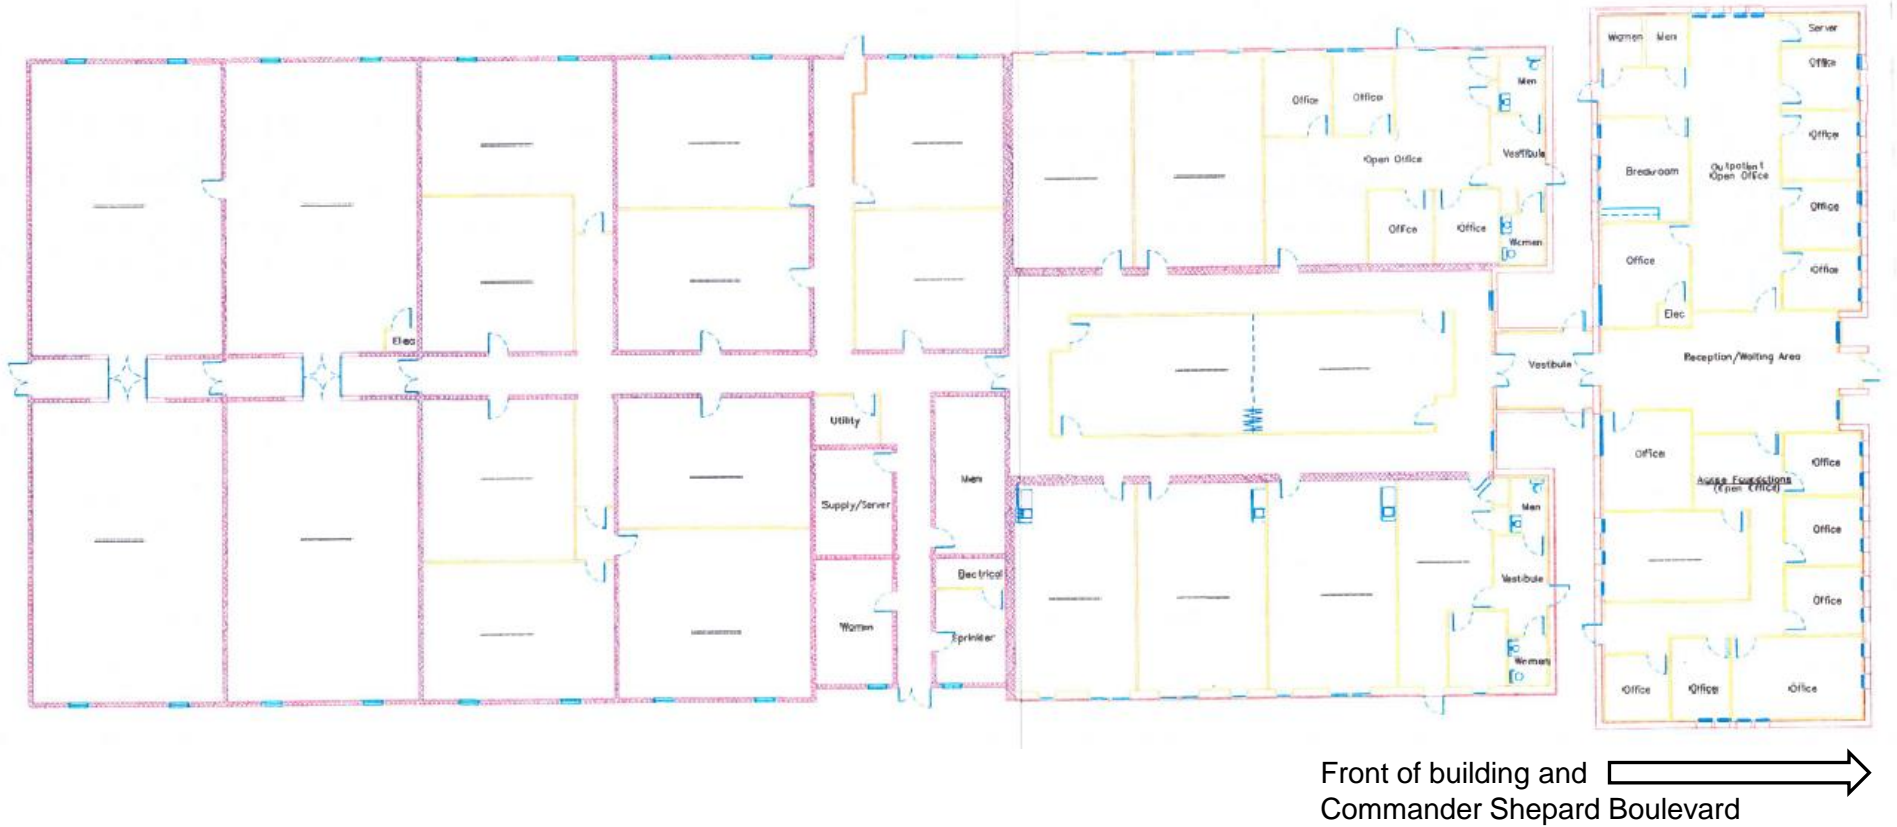 Women Men Server
Office
Office
Office
Men
Office
Open Office
Vestibule
Breakroom
Outpatient
Open Office
Office
Office
Office
Women
Office
Office
Elec
Elec
Vestibule
Reception/Waiting Area
Utility
Men
Supply/Server
Office
Office
(Open Office)
Men
Office
Electrical
Vestibule
Office
Women
Sprinkler
Women
Office
Office
Office
Front of building and
Commander Shepard Boulevard